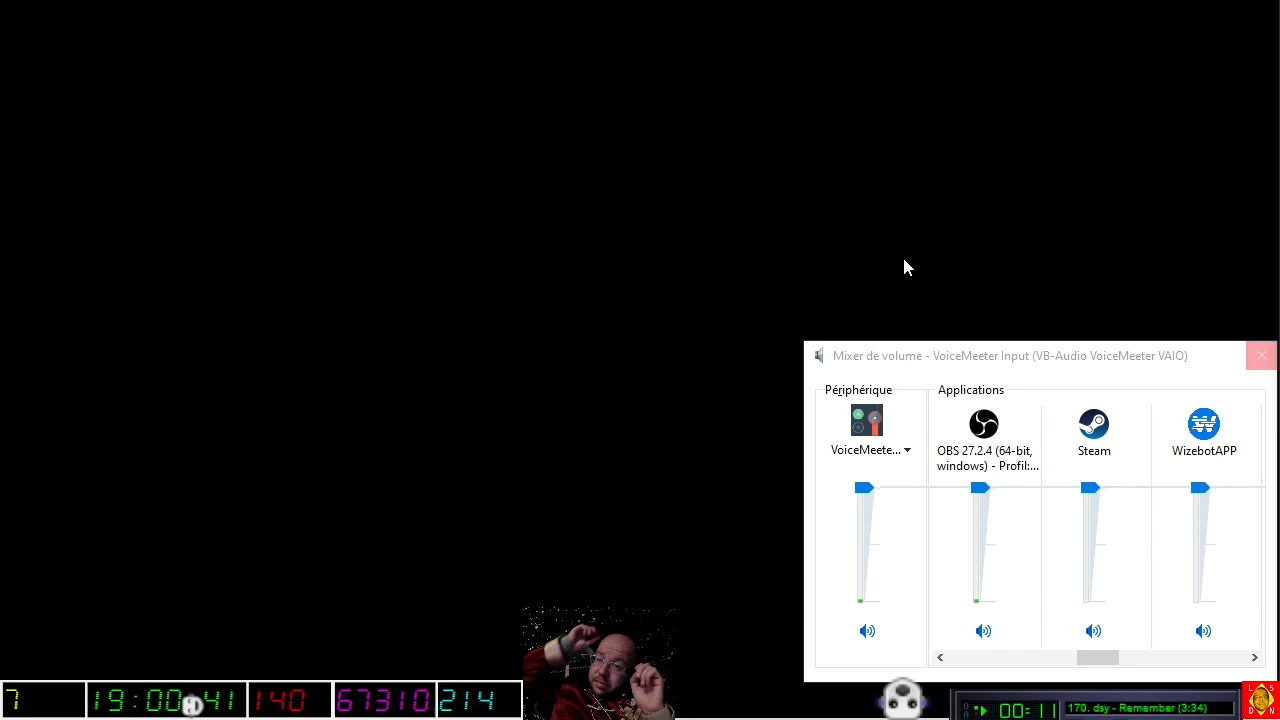 Mixer de volume - VoiceMeeter Input (VB-Audio VoiceMeeter VAIO)
Périphérique
Applications
VoiceMeete...
OBS 27.2.4 (64-bit, windows) - Profil:...
Steam
WizebotAPP
7
19:00:41
140
67310
214
00:11
170. dsy - Remember (3:34)
L S
D N